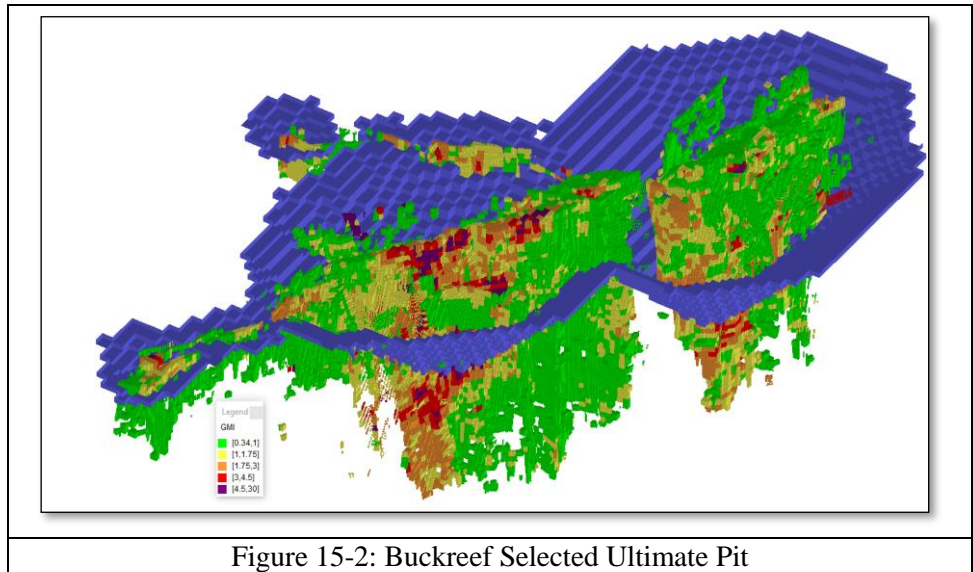 Legend
GMI
[0.34,1]
[1,1.75]
[1.75,3]
[3,4.5]
[4.5,30]
Figure 15-2: Buckreef Selected Ultimate Pit